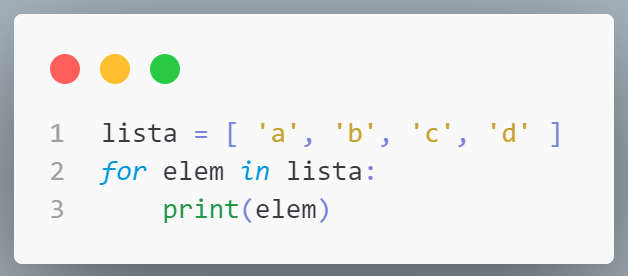 1 lista = [ 'a', 'b', 'c', 'd' ]
2 for elem in lista:
3     print(elem)